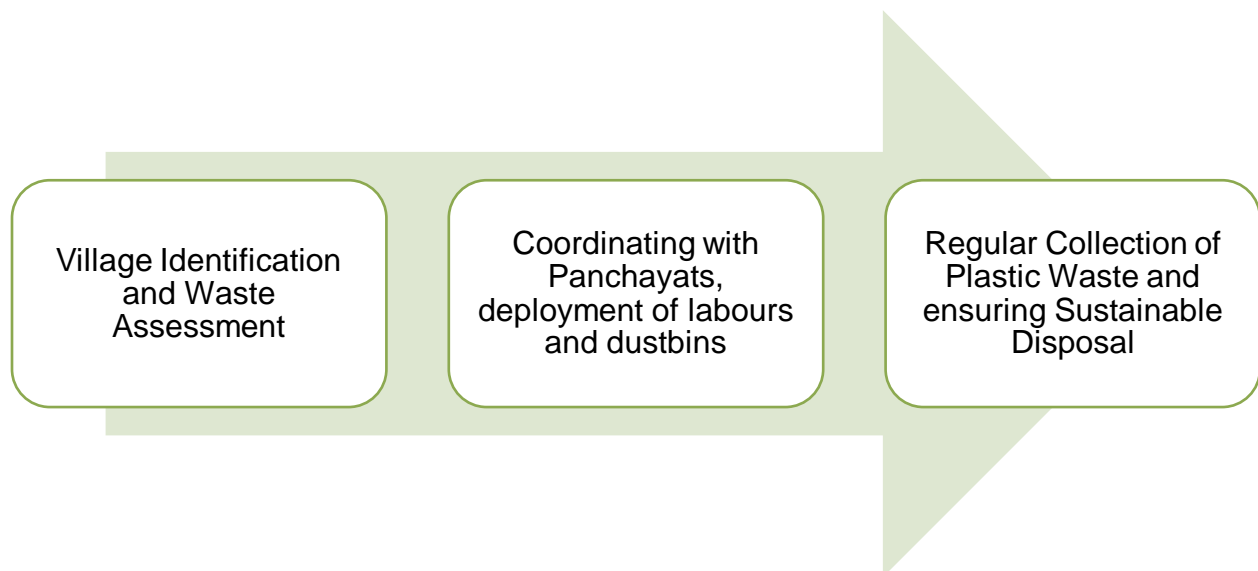 Village Identification
and Waste
Assessment
Coordinating with
Panchayats,
deployment of labours
and dustbins
Regular Collection of
Plastic Waste and
ensuring Sustainable
Disposal